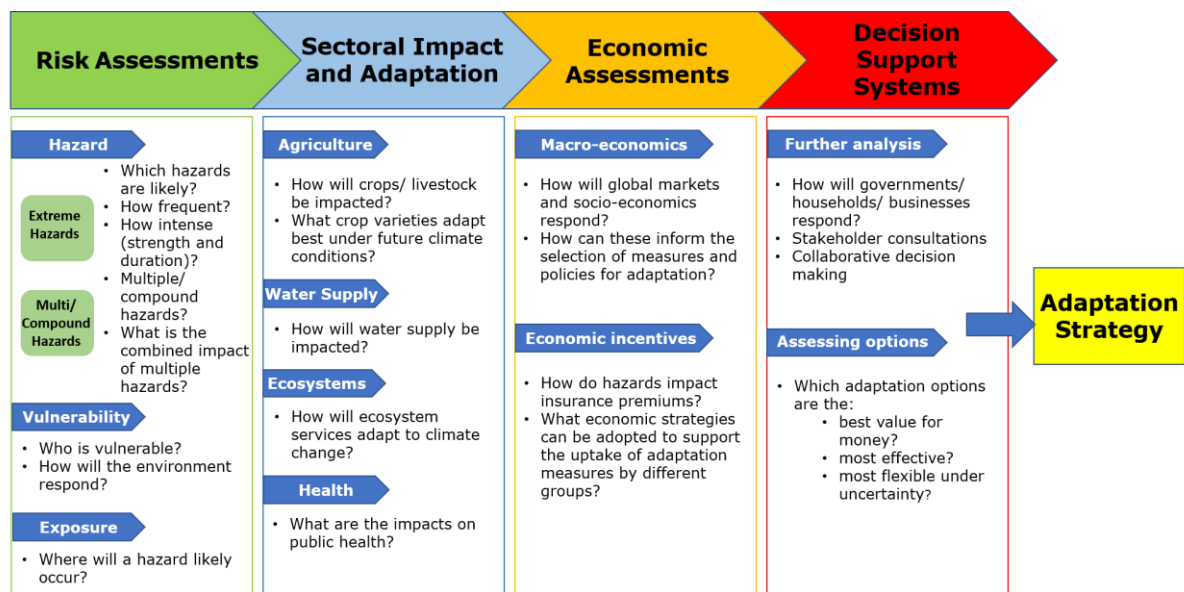 Risk Assessments
Sectoral Impact
and Adaptation
Economic
Assessments
Decision
Support
Systems
Hazard
Extreme
Hazards
Multi/
Compound
Hazards
• Which hazards
are likely?
• How frequent?
• How intense
(strength and
duration)?
• Multiple/
compound
hazards?
• What is the
combined impact
of multiple
hazards?
Vulnerability
• Who is vulnerable?
• How will the environment
respond?
Exposure
• Where will a hazard likely
occur?
Agriculture
• How will crops/ livestock
be impacted?
• What crop varieties adapt
best under future climate
conditions?
Water Supply
• How will water supply be
impacted?
Ecosystems
• How will ecosystem
services adapt to climate
change?
Health
• What are the impacts on
public health?
Macro-economics
• How will global markets
and socio-economics
respond?
• How can these inform the
selection of measures and
policies for adaptation?
Economic incentives
• How do hazards impact
insurance premiums?
• What economic strategies
can be adopted to support
the uptake of adaptation
measures by different
groups?
Further analysis
• How will governments/
households/ businesses
respond?
• Stakeholder consultations
• Collaborative decision
making
Assessing options
• Which adaptation options
are the:
• best value for
money?
• most effective?
• most flexible under
uncertainty?
Adaptation
Strategy